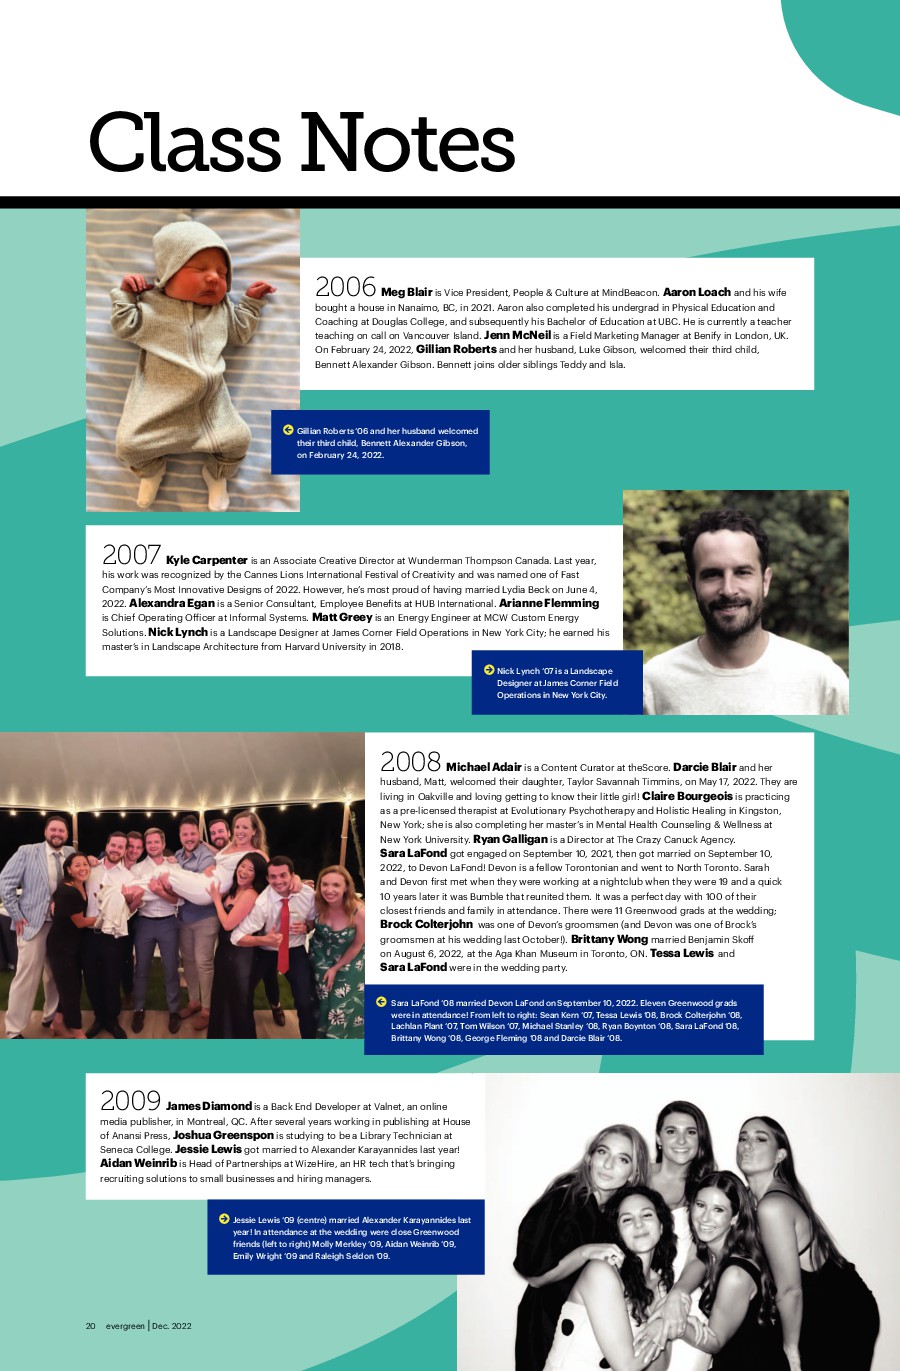 Class Notes
2006 Meg Blair is Vice President, People & Culture at MindBeacon. Aaron Loach and his wife
bought a house in Nanaimo, BC, in 2021. Aaron also completed his undergrad in Physical Education and
Coaching at Douglas College, and subsequently his Bachelor of Education at UBC. He is currently a teacher
teaching on call on Vancouver Island. Jenn McNeil is a Field Marketing Manager at Benify in London, UK.
On February 24, 2022, Gillian Roberts and her husband, Luke Gibson, welcomed their third child,
Bennett Alexander Gibson. Bennett joins older siblings Teddy and Isla.
Gillian Roberts ‘06 and her husband welcomed
their third child, Bennett Alexander Gibson,
on February 24, 2022.
2007 Kyle Carpenter is an Associate Creative Director at Wunderman Thompson Canada. Last year,
his work was recognized by the Cannes Lions International Festival of Creativity and was named one of Fast
Company’s Most Innovative Designs of 2022. However, he’s most proud of having married Lydia Beck on June 4,
2022. Alexandra Egan is a Senior Consultant, Employee Benefits at HUB International. Arianne Flemming
is Chief Operating Officer at Informal Systems. Matt Greey is an Energy Engineer at MCW Custom Energy
Solutions. Nick Lynch is a Landscape Designer at James Corner Field Operations in New York City; he earned his
master’s in Landscape Architecture from Harvard University in 2018.
Nick Lynch ‘07 is a Landscape
Designer at James Corner Field
Operations in New York City.
2008 Michael Adair is a Content Curator at theScore. Darcie Blair and her
husband, Matt, welcomed their daughter, Taylor Savannah Timmins, on May 17, 2022. They are
living in Oakville and loving getting to know their little girl! Claire Bourgeois is practicing
as a pre-licensed therapist at Evolutionary Psychotherapy and Holistic Healing in Kingston,
New York; she is also completing her master’s in Mental Health Counseling & Wellness at
New York University. Ryan Galligan is a Director at The Crazy Canuck Agency.
Sara LaFond got engaged on September 10, 2021, then got married on September 10,
2022, to Devon LaFond! Devon is a fellow Torontonian and went to North Toronto. Sarah
and Devon first met when they were working at a nightclub when they were 19 and a quick
10 years later it was Bumble that reunited them. It was a perfect day with 100 of their
closest friends and family in attendance. There were 11 Greenwood grads at the wedding;
Brock Colterjohn was one of Devon’s groomsmen (and Devon was one of Brock’s
groomsmen at his wedding last October!). Brittany Wong married Benjamin Skoff
on August 6, 2022, at the Aga Khan Museum in Toronto, ON. Tessa Lewis and
Sara LaFond were in the wedding party.
Sara LaFond ‘08 married Devon LaFond on September 10, 2022. Eleven Greenwood grads
were in attendance! From left to right: Sean Kern ‘07, Tessa Lewis ‘08, Brock Colterjohn ‘08,
Lachlan Plant ‘07, Tom Wilson ‘07, Michael Stanley ‘08, Ryan Boynton ‘08, Sara LaFond ‘08,
Brittany Wong ‘08, George Fleming ‘08 and Darcie Blair ‘08.
2009 James Diamond is a Back End Developer at Valnet, an online
media publisher, in Montreal, QC. After several years working in publishing at House
of Anansi Press, Joshua Greenspon is studying to be a Library Technician at
Seneca College. Jessie Lewis got married to Alexander Karayannides last year!
Aidan Weinrib is Head of Partnerships at WizeHire, an HR tech that’s bringing
recruiting solutions to small businesses and hiring managers.
Jessie Lewis ‘09 (centre) married Alexander Karayannides last
year! In attendance at the wedding were close Greenwood
friends (left to right) Molly Merkley ‘09, Aidan Weinrib ‘09,
Emily Wright ‘09 and Raleigh Seldon ‘09.
20 evergreen | Dec. 2022